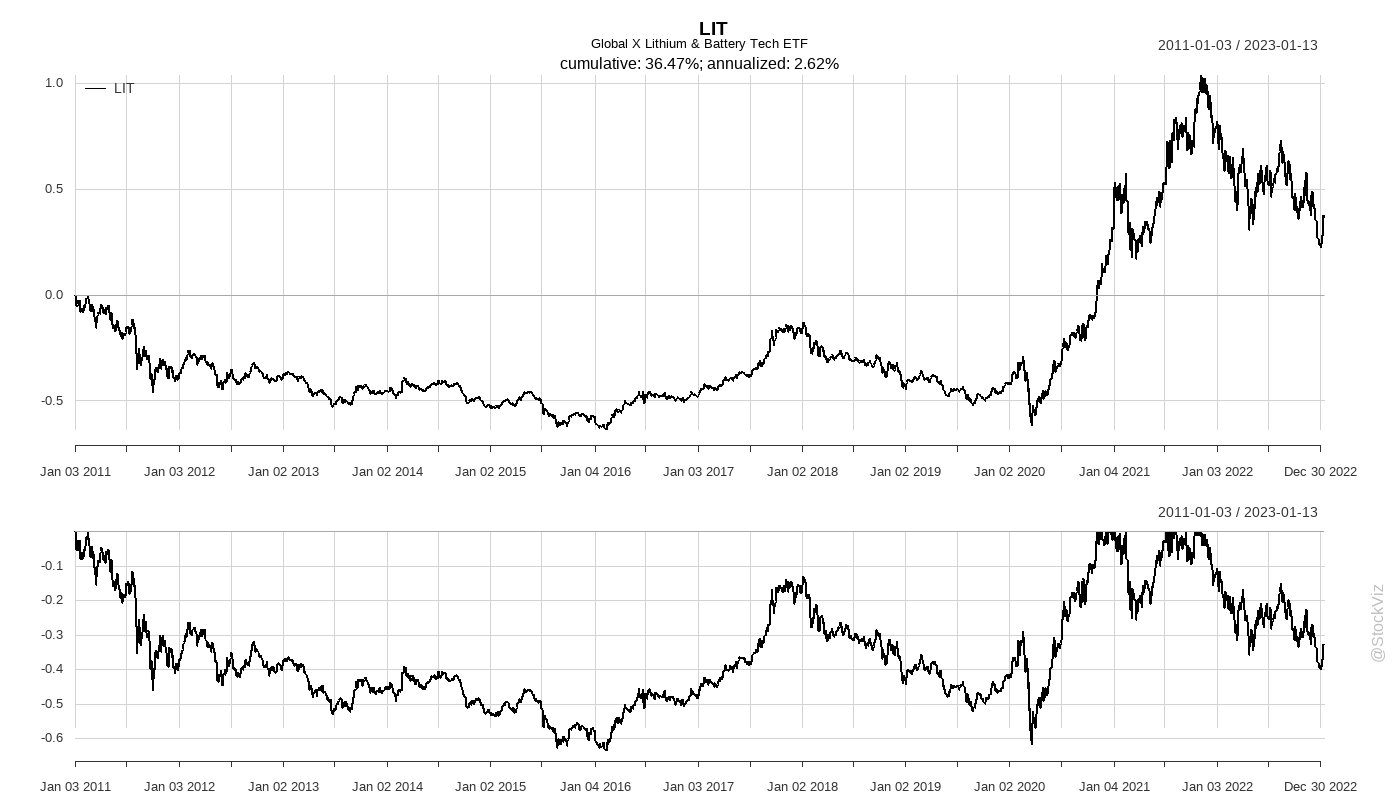 LIT
Global X Lithium & Battery Tech ETF
2011-01-03 / 2023-01-13
cumulative: 36.47%; annualized: 2.62%
LIT
1.0
0.5
0.0
-0.5
Jan 03 2011 Jan 03 2012 Jan 02 2013 Jan 02 2014 Jan 02 2015 Jan 04 2016 Jan 03 2017 Jan 02 2018 Jan 02 2019 Jan 02 2020 Jan 04 2021 Jan 03 2022 Dec 30 2022
2011-01-03 / 2023-01-13
-0.1
-0.2
-0.3
-0.4
-0.5
-0.6
Jan 03 2011 Jan 03 2012 Jan 02 2013 Jan 02 2014 Jan 02 2015 Jan 04 2016 Jan 03 2017 Jan 02 2018 Jan 02 2019 Jan 02 2020 Jan 04 2021 Jan 03 2022 Dec 30 2022
@StockViz